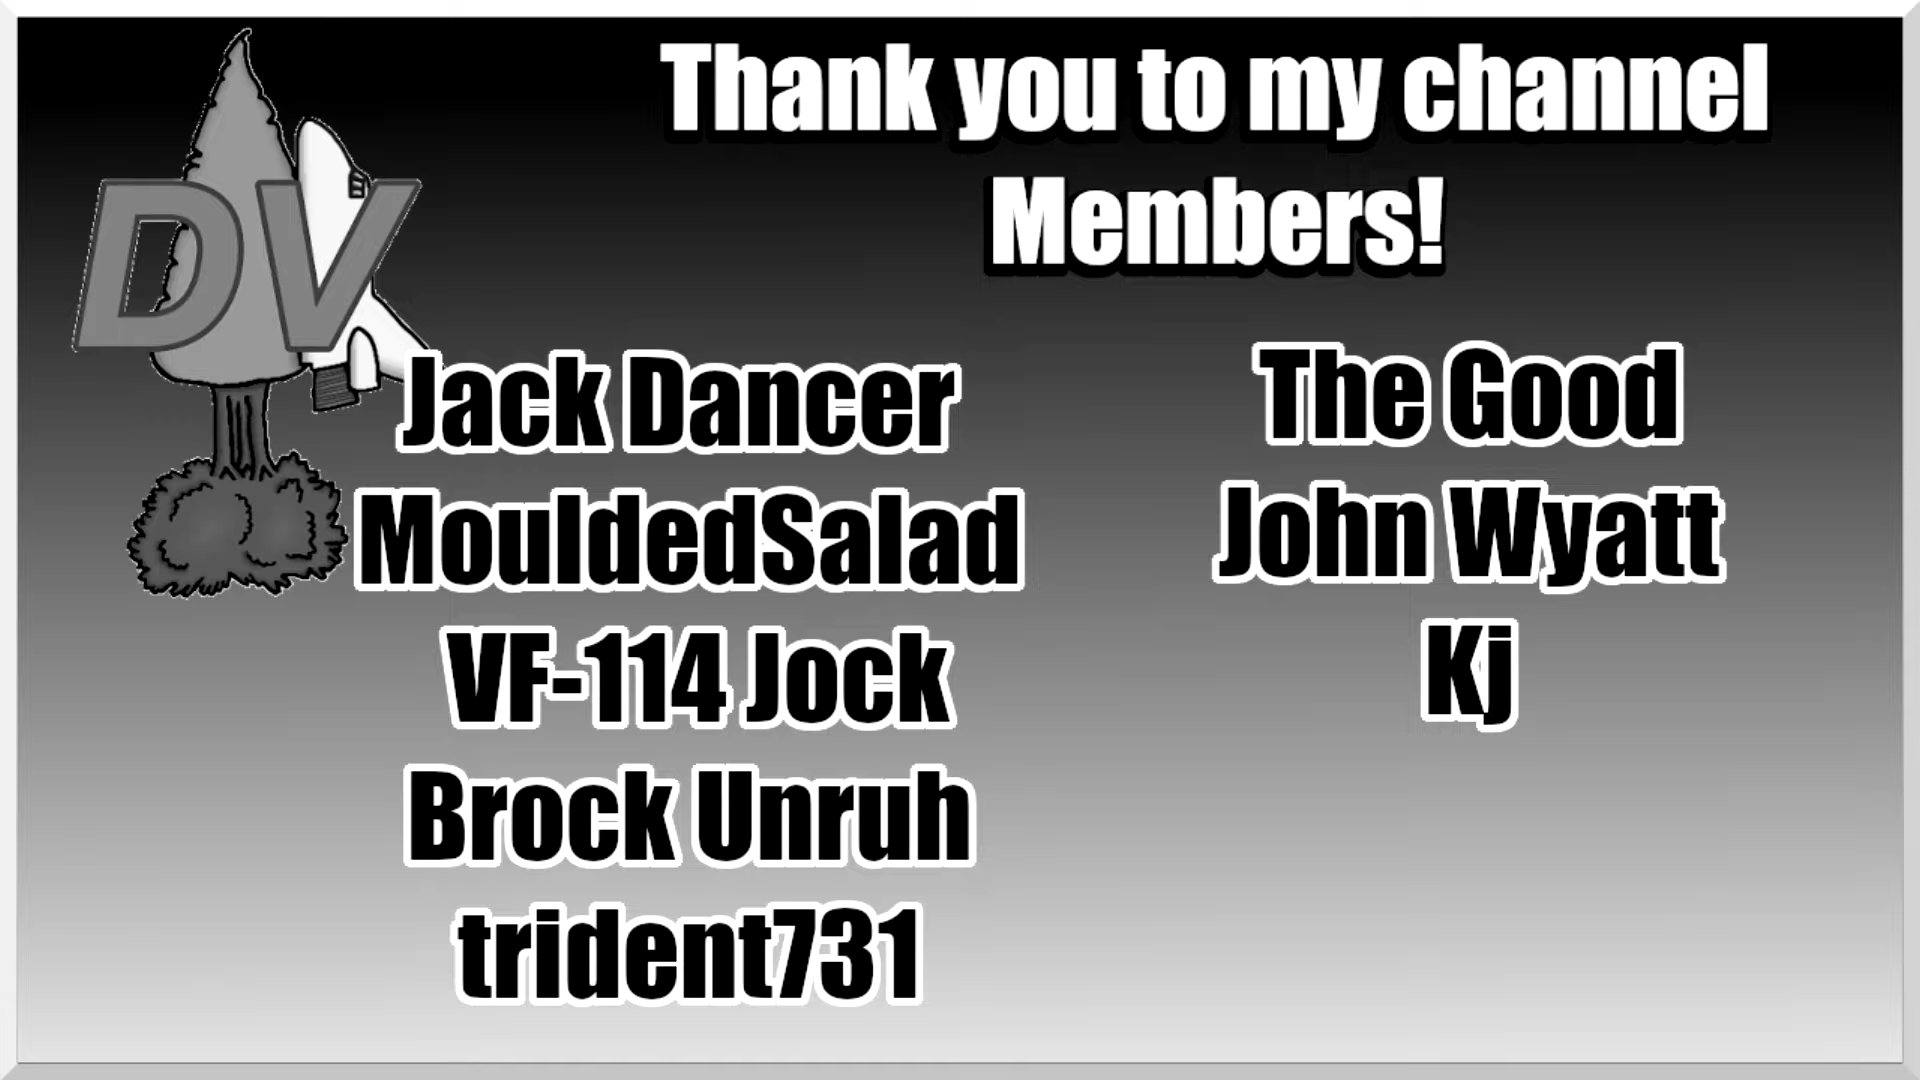 DV
Thank you to my channel
Members!
Jack Dancer
MouldedSalad
VF-114 Jock
Brock Unruh
trident731
The Good
John Wyatt
Kj